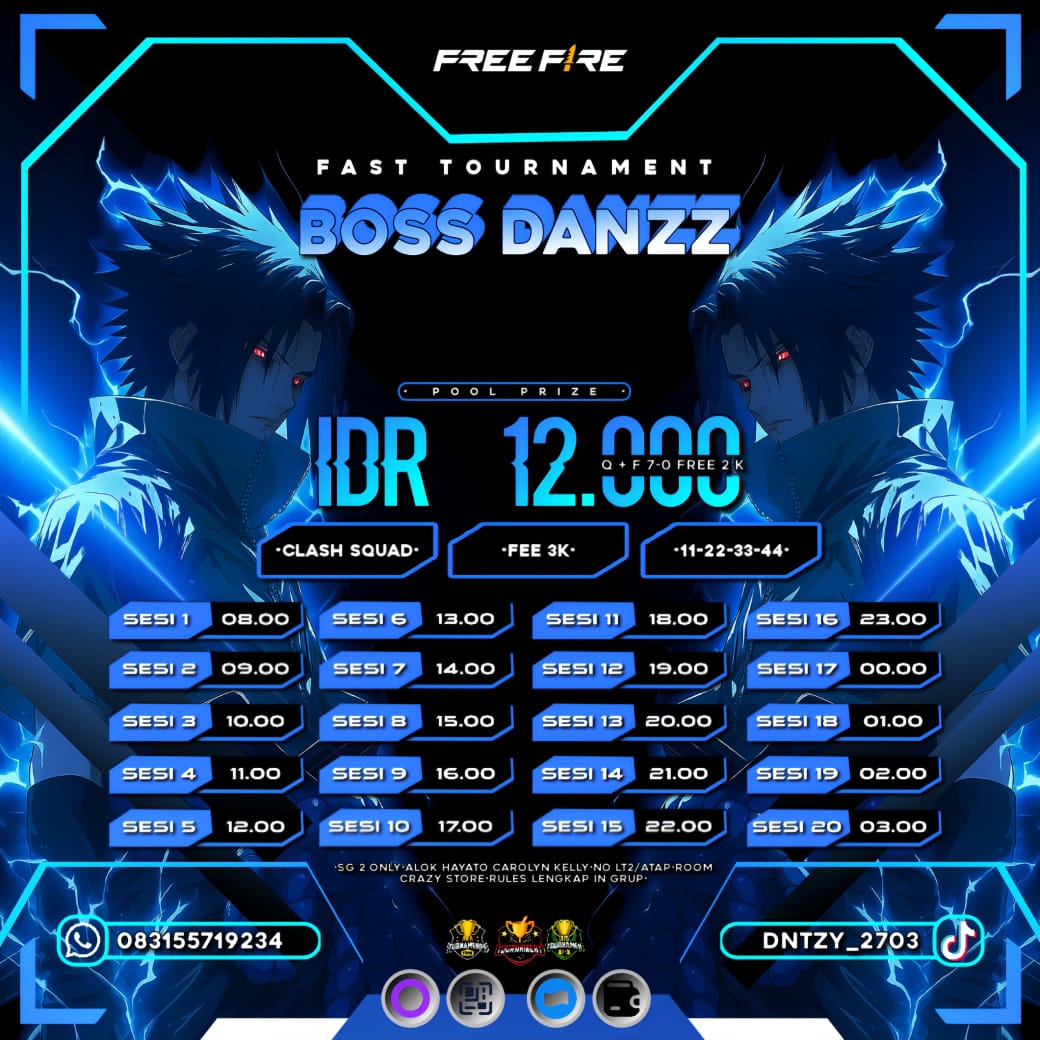 FREE FIRE
FAST TOURNAMENT
BOSS DANZZ
• POOL PRIZE •
IDR 12.000
Q + F 7-0 FREE 2 K
•CLASH SQUAD• •FEE 3K• •11-22-33-44•
SESI 1 08.00 SESI 6 13.00 SESI 11 18.00 SESI 16 23.00
SESI 2 09.00 SESI 7 14.00 SESI 12 19.00 SESI 17 00.00
SESI 3 10.00 SESI 8 15.00 SESI 13 20.00 SESI 18 01.00
SESI 4 11.00 SESI 9 16.00 SESI 14 21.00 SESI 19 02.00
SESI 5 12.00 SESI 10 17.00 SESI 15 22.00 SESI 20 03.00
•SG 2 ONLY•ALOK HAYATO CAROLYN KELLY•NO LT2/ATAP•ROOM
CRAZY STORE•RULES LENGKAP IN GRUP•
083155719234 DNTZY_2703
TOURNAMENT